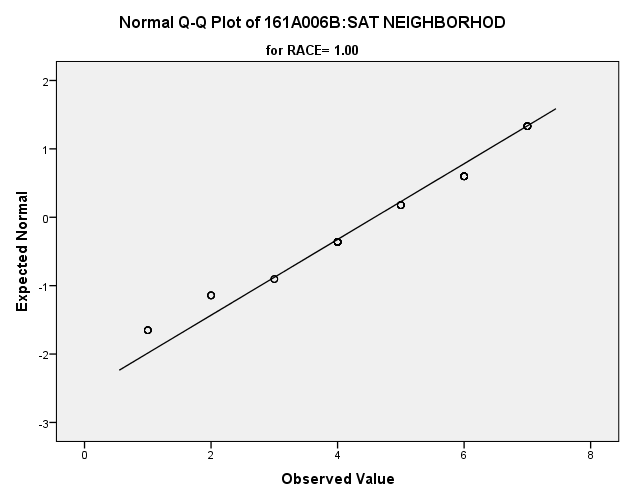 Normal Q-Q Plot of 161A006B:SAT NEIGHBORHOD
for RACE= 1.00
2
1
0
-1
-2
-3
Expected Normal
0 2 4 6 8
Observed Value